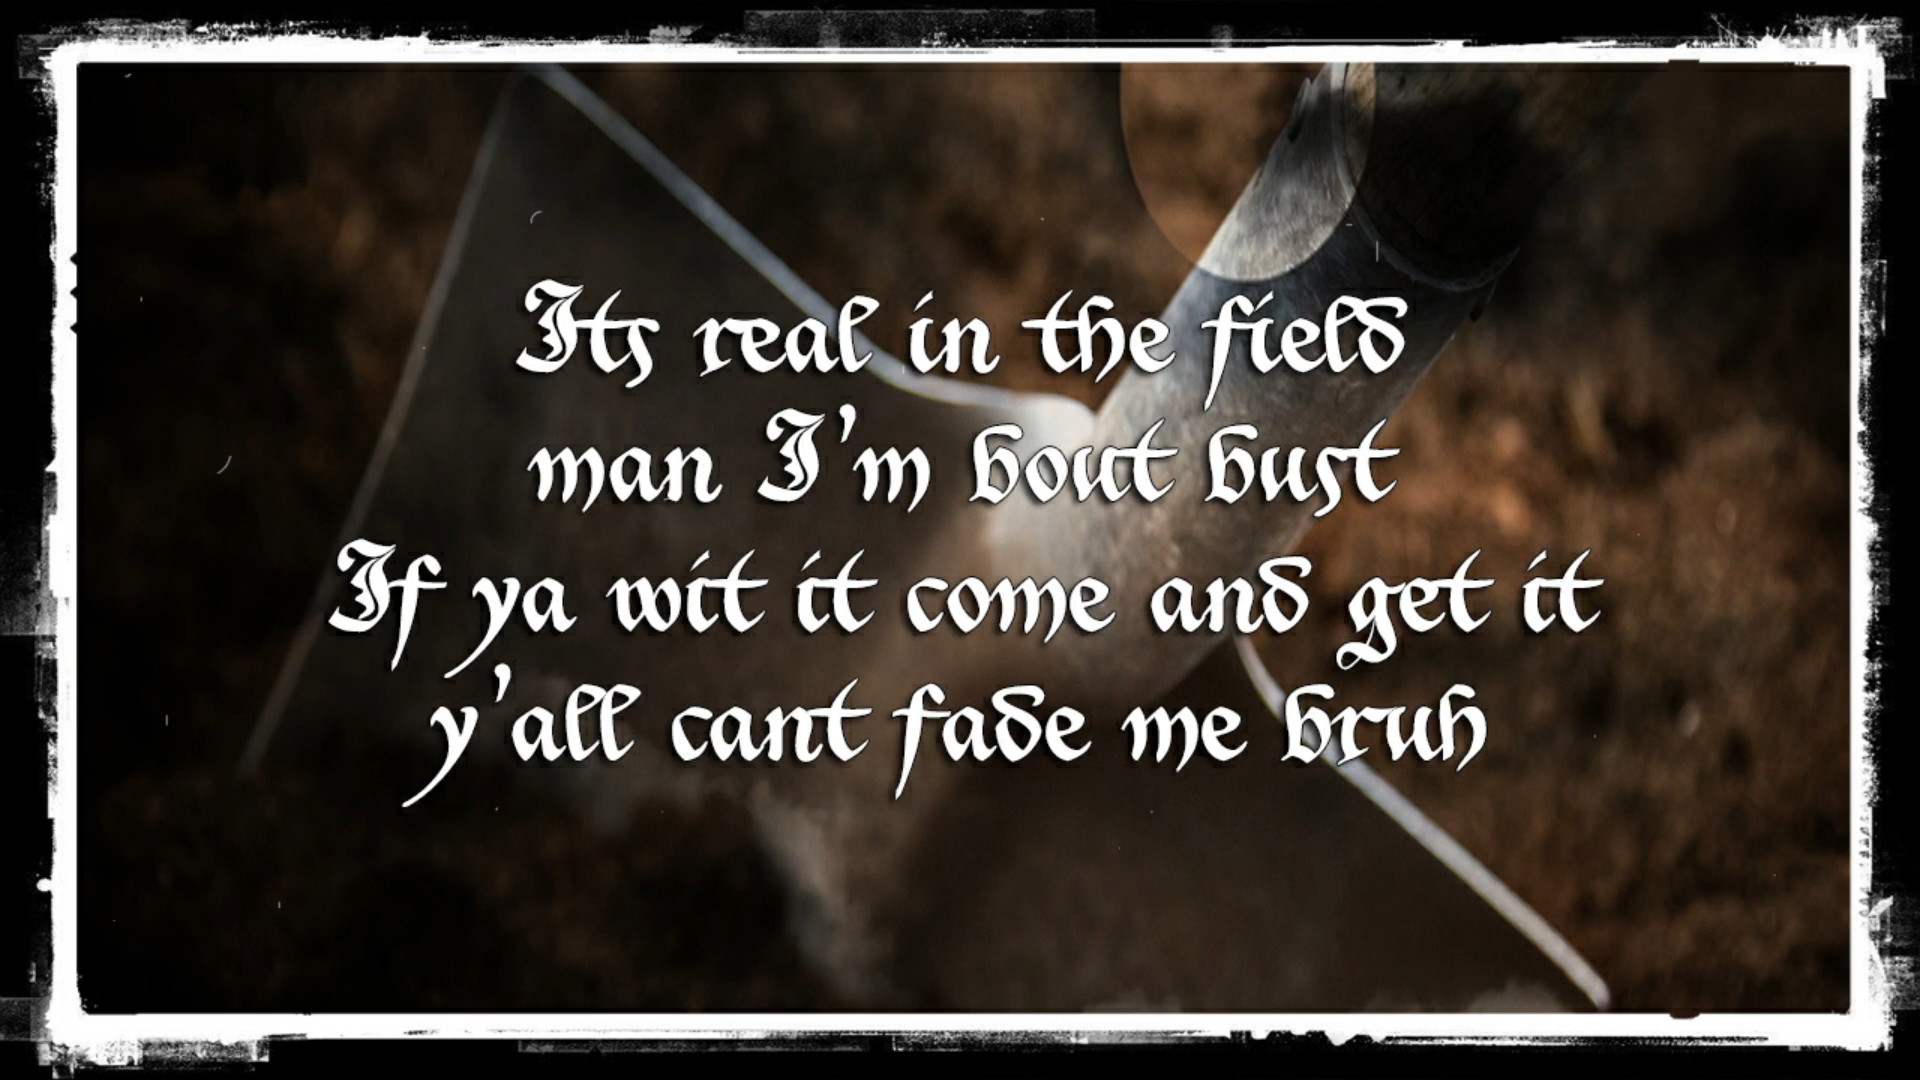 Its real in the field
man I'm bout bust
If ya wit it come and get it
y'all cant fade me bruh